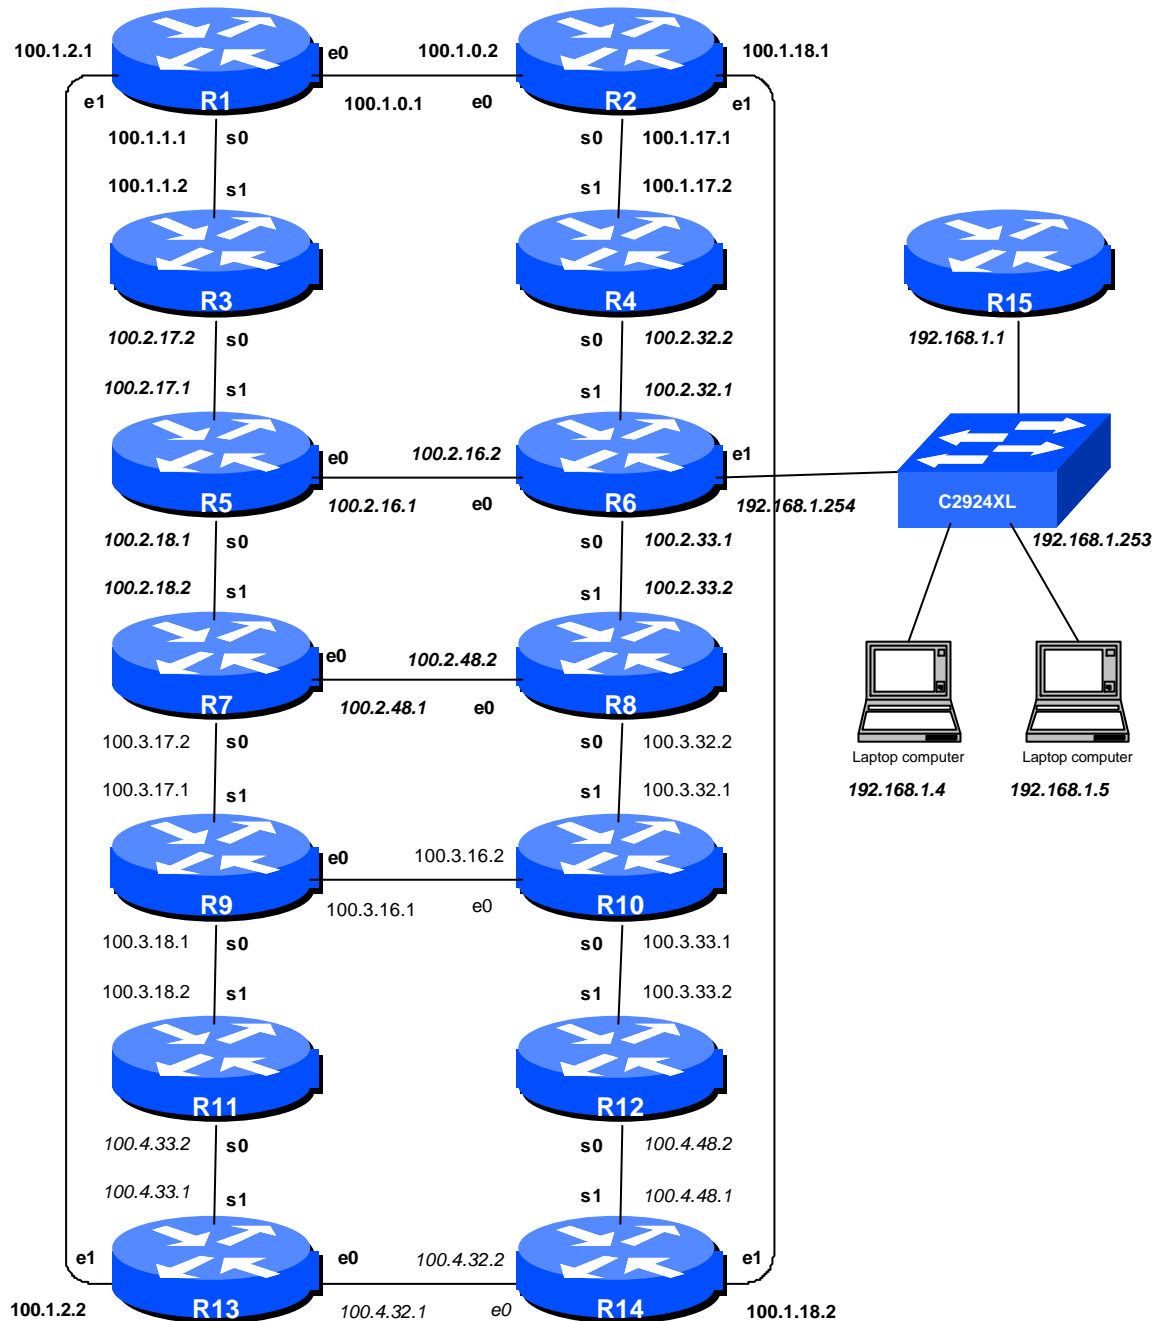 100.1.2.1
e0
100.1.0.2
100.1.18.1
e1
R1
100.1.0.1
e0
R2
e1
100.1.1.1
s0
s0
100.1.17.1
100.1.1.2
s1
s1
100.1.17.2
R3
R4
R15
100.2.17.2
s0
s0
100.2.32.2
192.168.1.1
100.2.17.1
s1
s1
100.2.32.1
e0
100.2.16.2
e1
R5
100.2.16.1
e0
R6
192.168.1.254
C2924XL
100.2.18.1
s0
s0
100.2.33.1
192.168.1.253
100.2.18.2
s1
s1
100.2.33.2
e0
100.2.48.2
R7
100.2.48.1
e0
R8
100.3.17.2
s0
s0
100.3.32.2
Laptop computer
Laptop computer
100.3.17.1
s1
s1
100.3.32.1
192.168.1.4
192.168.1.5
e0
100.3.16.2
R9
100.3.16.1
e0
R10
100.3.18.1
s0
s0
100.3.33.1
100.3.18.2
s1
s1
100.3.33.2
R11
R12
100.4.33.2
s0
s0
100.4.48.2
100.4.33.1
s1
s1
100.4.48.1
e1
e0
100.4.32.2
e1
100.1.2.2
R13
100.4.32.1
e0
R14
100.1.18.2